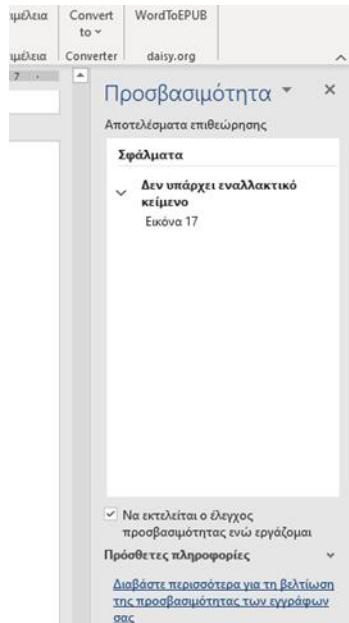 ιμέλεια Convert WordToEPUB
to
ιμέλεια Converter daisy.org
7
Προσβασιμότητα
Αποτελέσματα επιθεώρησης
Σφάλματα
Δεν υπάρχει εναλλακτικό
κείμενο
Εικόνα 17
Να εκτελείται ο έλεγχος
προσβασιμότητας ενώ εργάζομαι
Πρόσθετες πληροφορίες
Διαβάστε περισσότερα για τη βελτίωση
της προσβασιμότητας των εγγράφων
σας